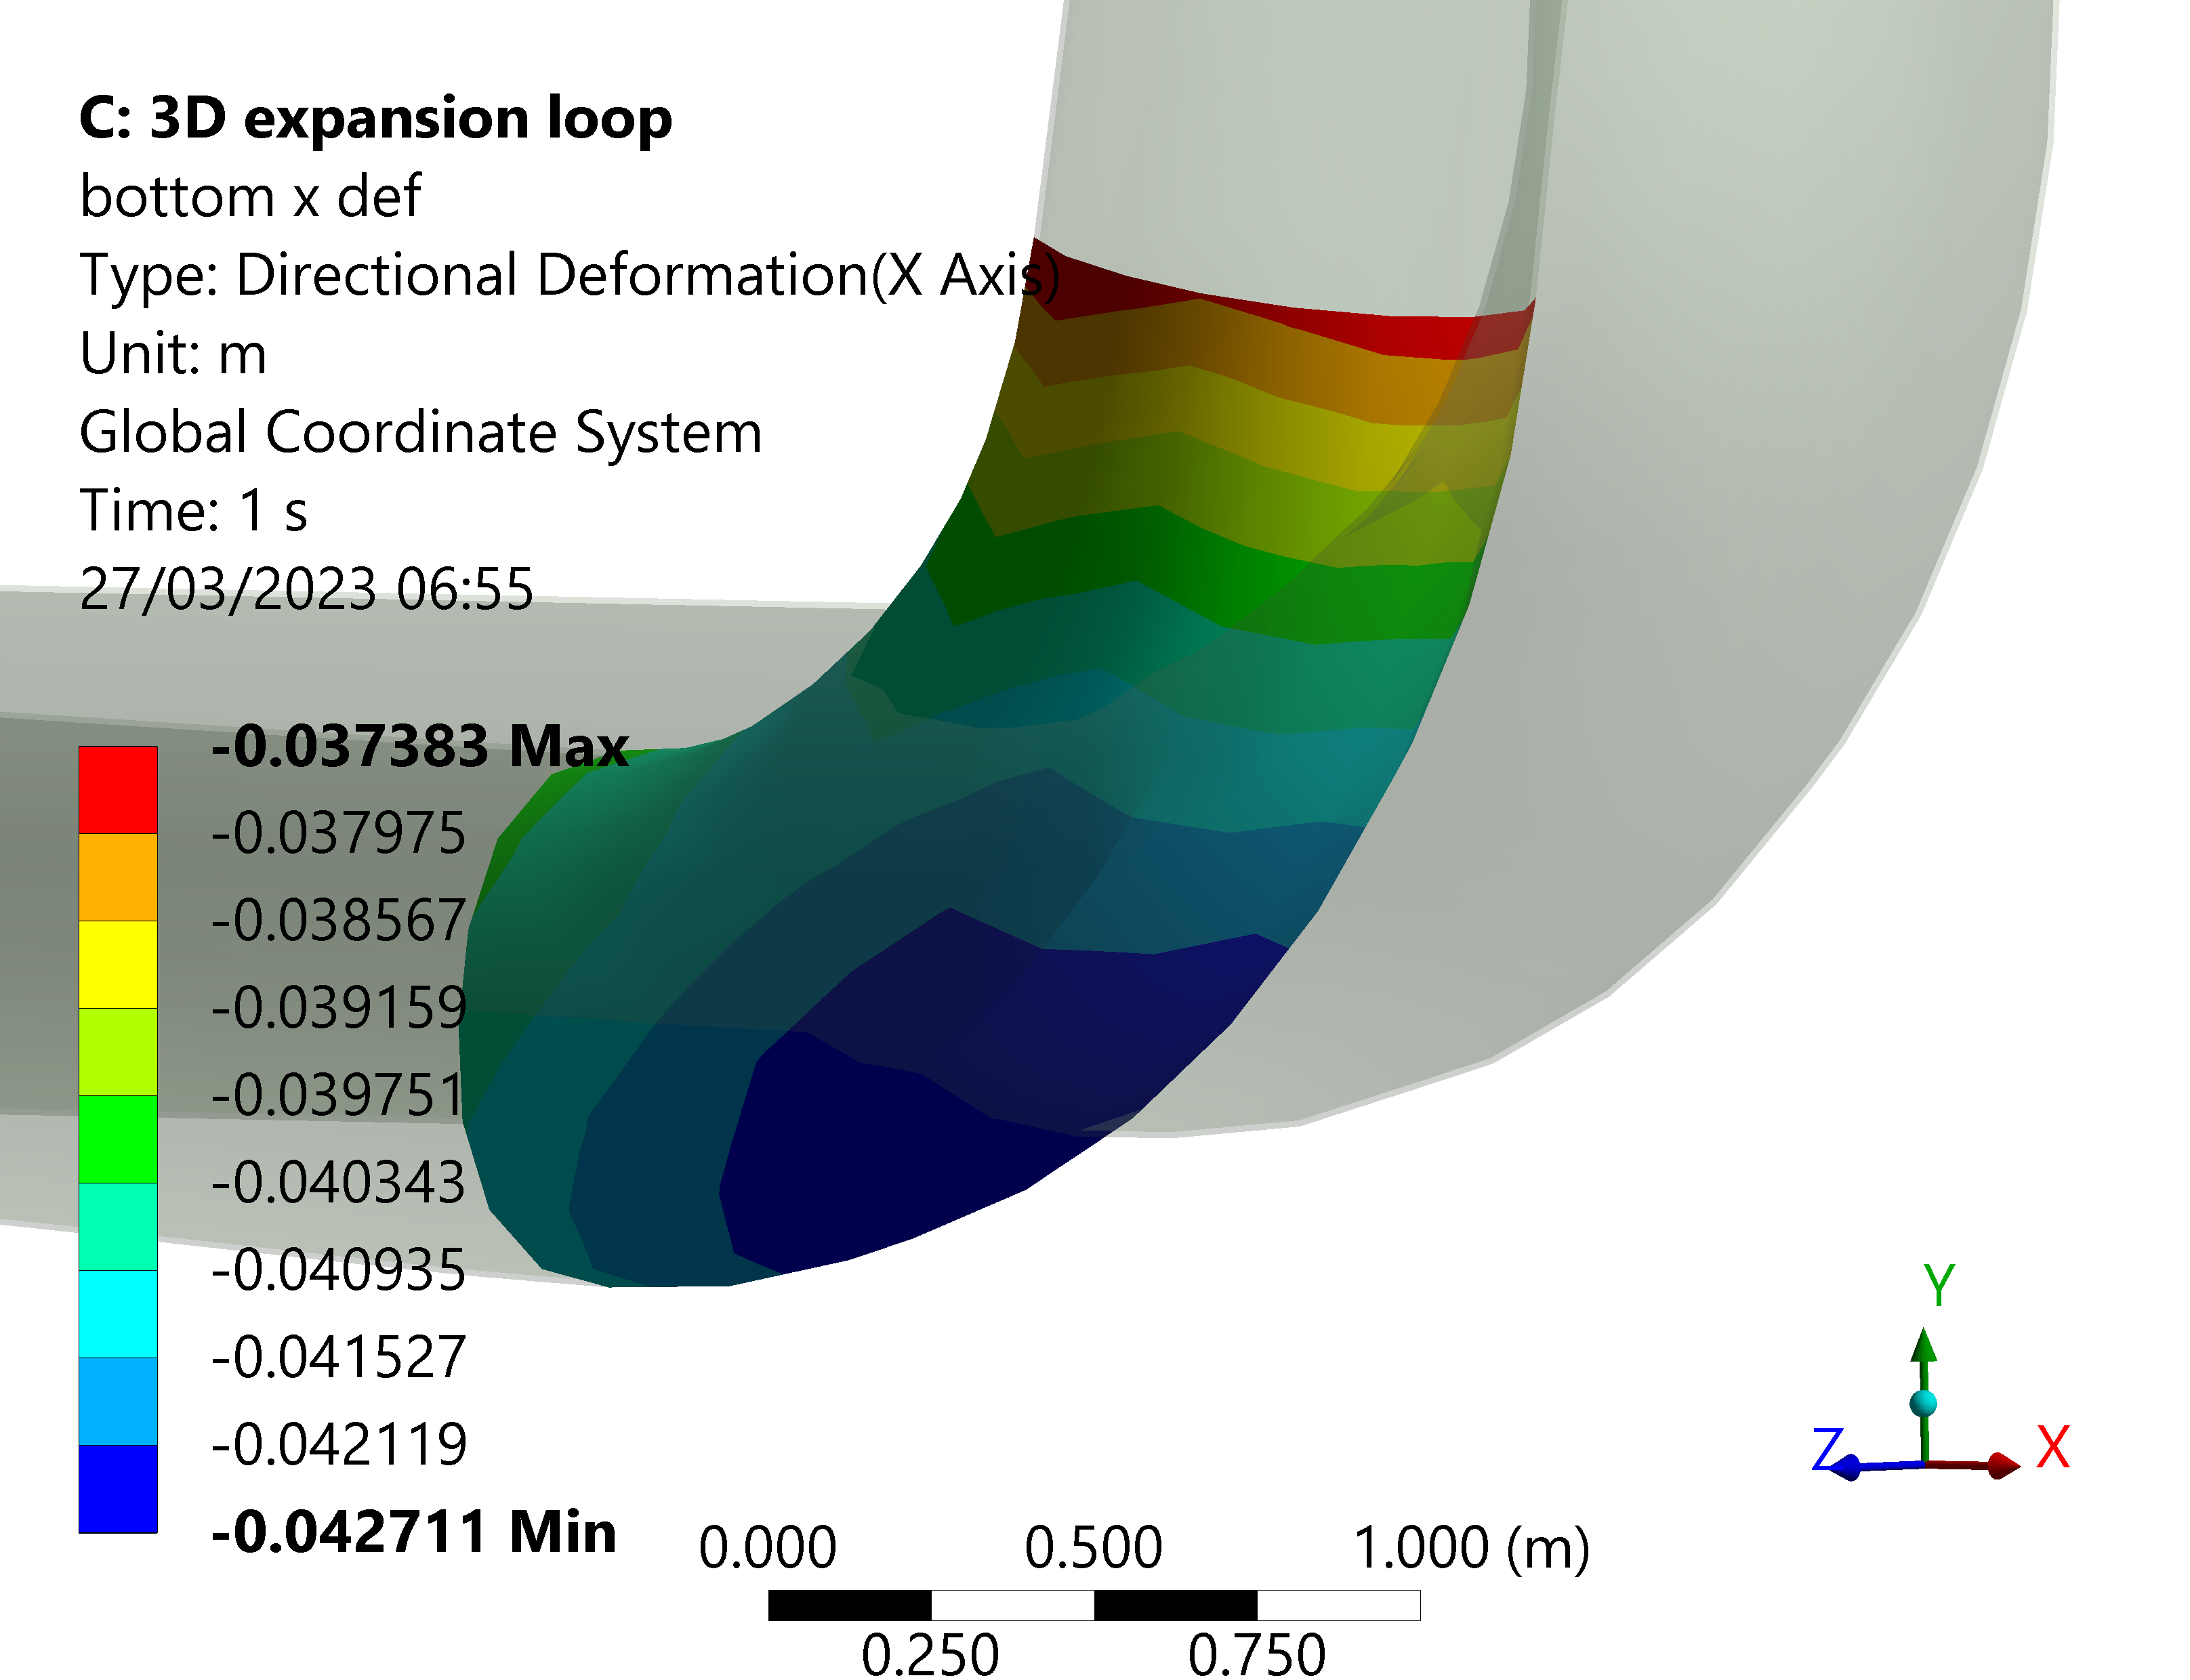 C: 3D expansion loop
bottom x def
Type: Directional Deformation(X Axis)
Unit: m
Global Coordinate System
Time: 1 s
27/03/2023 06:55
-0.037383 Max
-0.037975
-0.038567
-0.039159
-0.039751
-0.040343
-0.040935
-0.041527
-0.042119
-0.042711 Min
0.000 0.500 1.000 (m)
0.250 0.750
Y
Z X